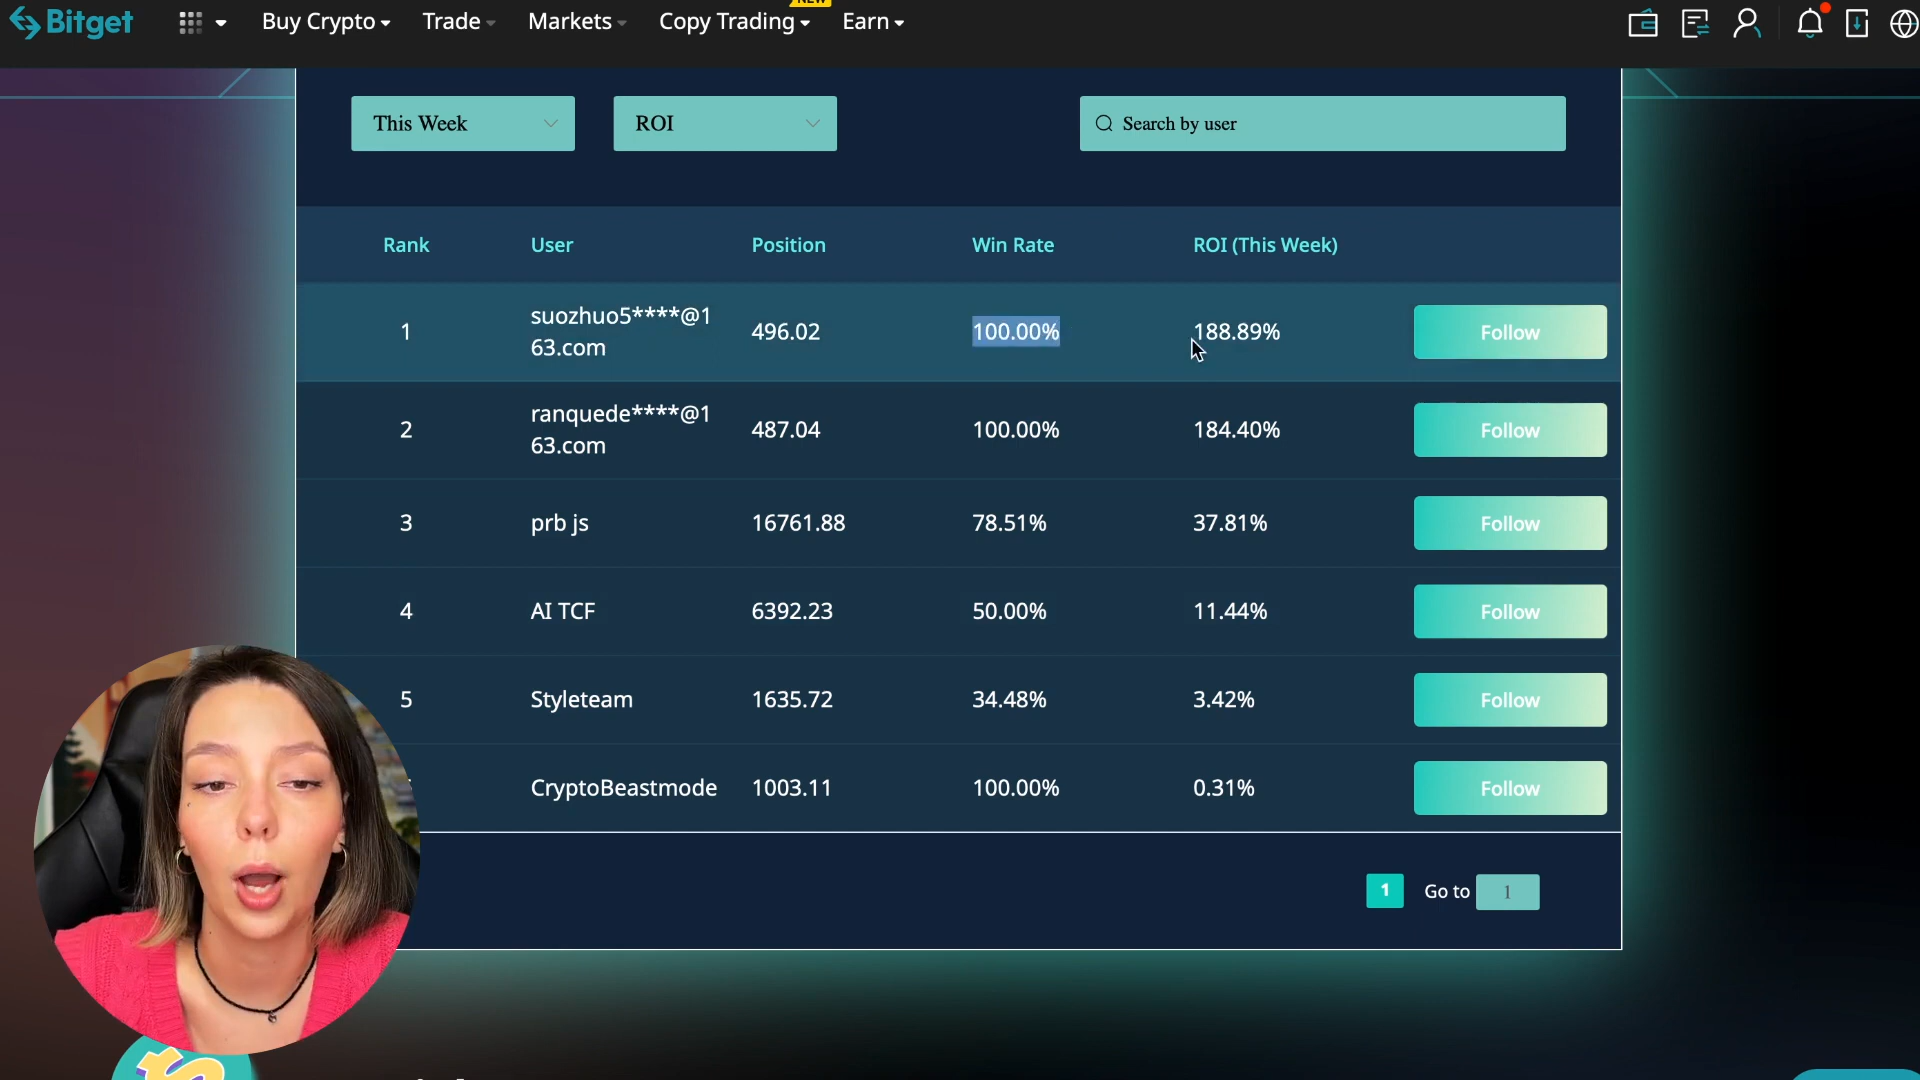 Bitget
Buy Crypto
Trade
Markets
Copy Trading
NEW
Earn
This Week
ROI
Search by user
Rank
User
Position
Win Rate
ROI (This Week)
1
suozhuo5****@1
63.com
496.02
100.00%
188.89%
Follow
2
ranquede****@1
63.com
487.04
100.00%
184.40%
Follow
3
prb js
16761.88
78.51%
37.81%
Follow
4
AI TCF
6392.23
50.00%
11.44%
Follow
5
Styleteam
1635.72
34.48%
3.42%
Follow
CryptoBeastmode
1003.11
100.00%
0.31%
Follow
1
Go to
1